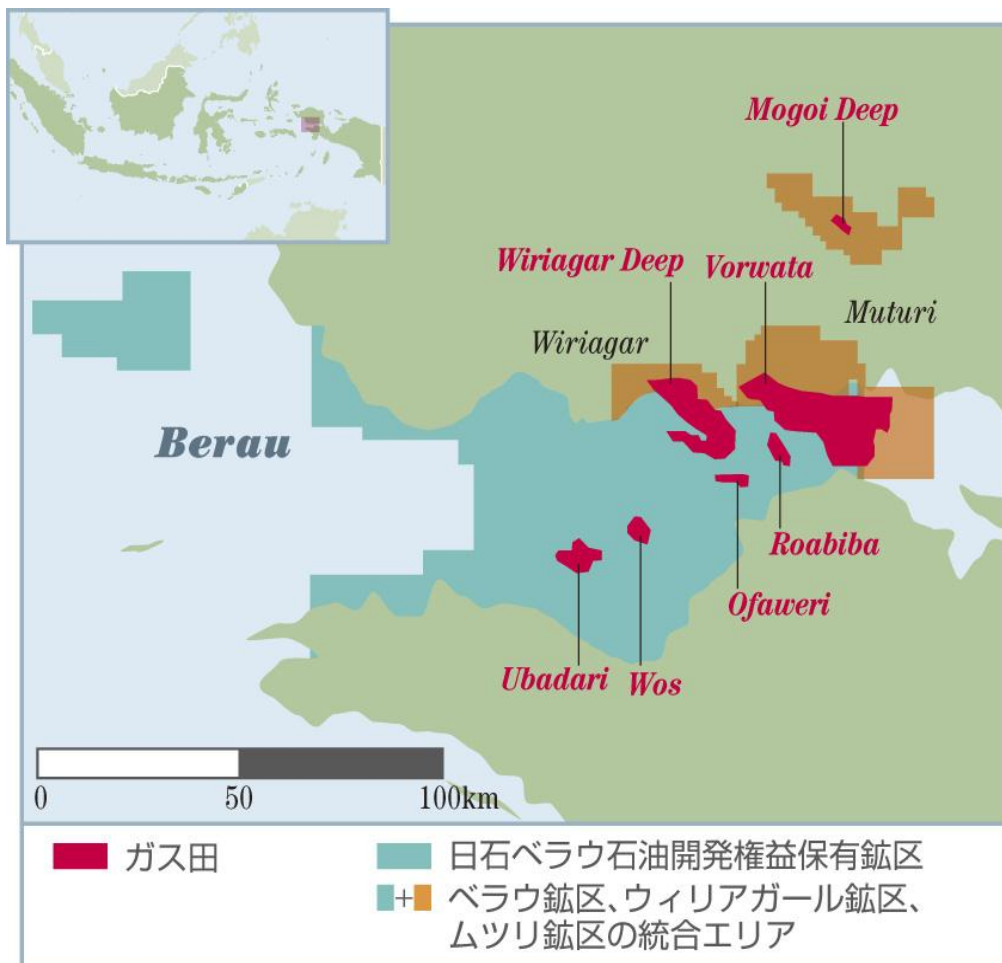 Mogoi Deep
Wiriagar Deep
Vorwata
Wiriagar
Muturi
Berau
Roabiba
Ofaweri
Ubadari
Wos
0
50
100km
ガス田
日石ベラウ石油開発権益保有鉱区
+
ベラウ鉱区、ウィリアガール鉱区、
ムツリ鉱区の統合エリア